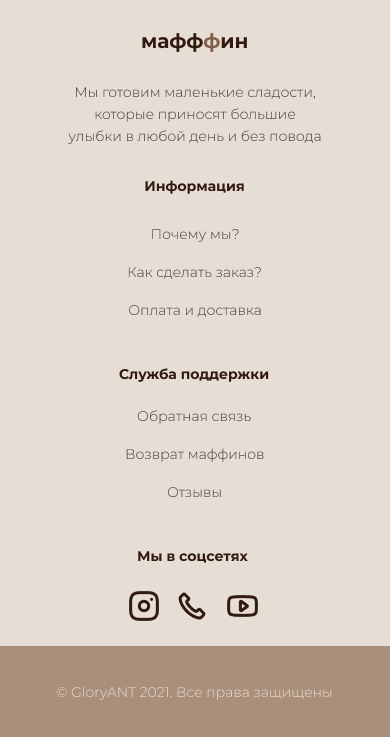 мафффин
Мы готовим маленькие сладости,
которые приносят большие
улыбки в любой день и без повода
Информация
Почему мы?
Как сделать заказ?
Оплата и доставка
Служба поддержки
Обратная связь
Возврат маффинов
Отзывы
Мы в соцсетях
© GloryANT 2021. Все права защищены